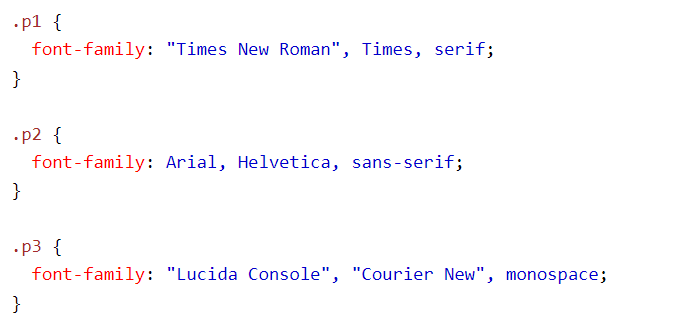 .p1 {
  font-family: "Times New Roman", Times, serif;
}
.p2 {
  font-family: Arial, Helvetica, sans-serif;
}
.p3 {
  font-family: "Lucida Console", "Courier New", monospace;
}